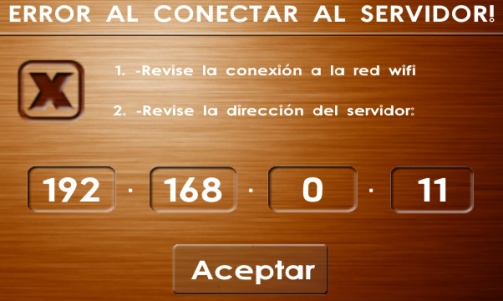 ERROR AL CONECTAR AL SERVIDOR!
X
1. -Revise la conexión a la red wifi
2. -Revise la dirección del servidor:
192 . 168 . 0 . 11
Aceptar